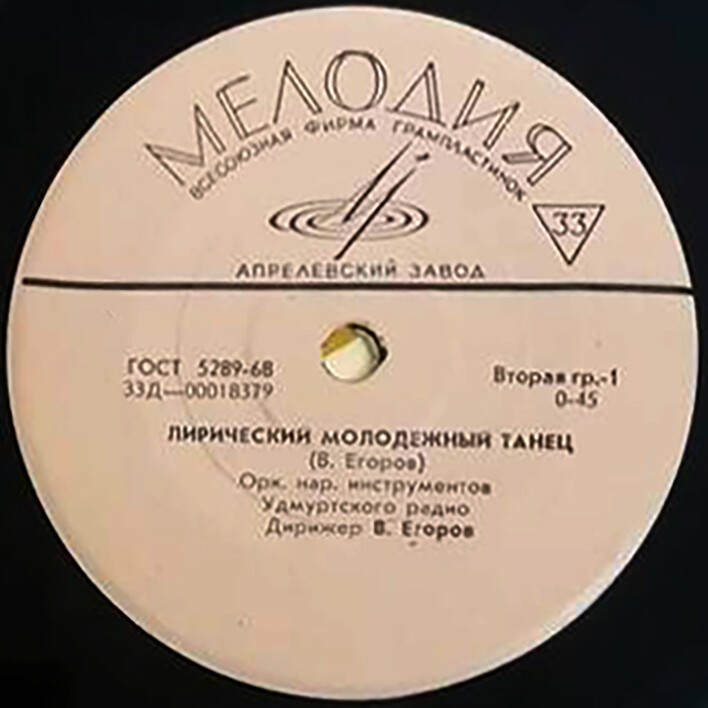 МЕЛОДИЯ
ВСЕСОЮЗНАЯ ФИРМА ГРАМПЛАСТИНОК
33
АПРЕЛЕВСКИЙ ЗАВОД
ГОСТ 5289-68
33Д—00018379
Вторая гр.-1
0-45
ЛИРИЧЕСКИЙ МОЛОДЕЖНЫЙ ТАНЕЦ
(В. Егоров)
Орк. нар. инструментов
Удмуртского радио
Дирижер В. Егоров